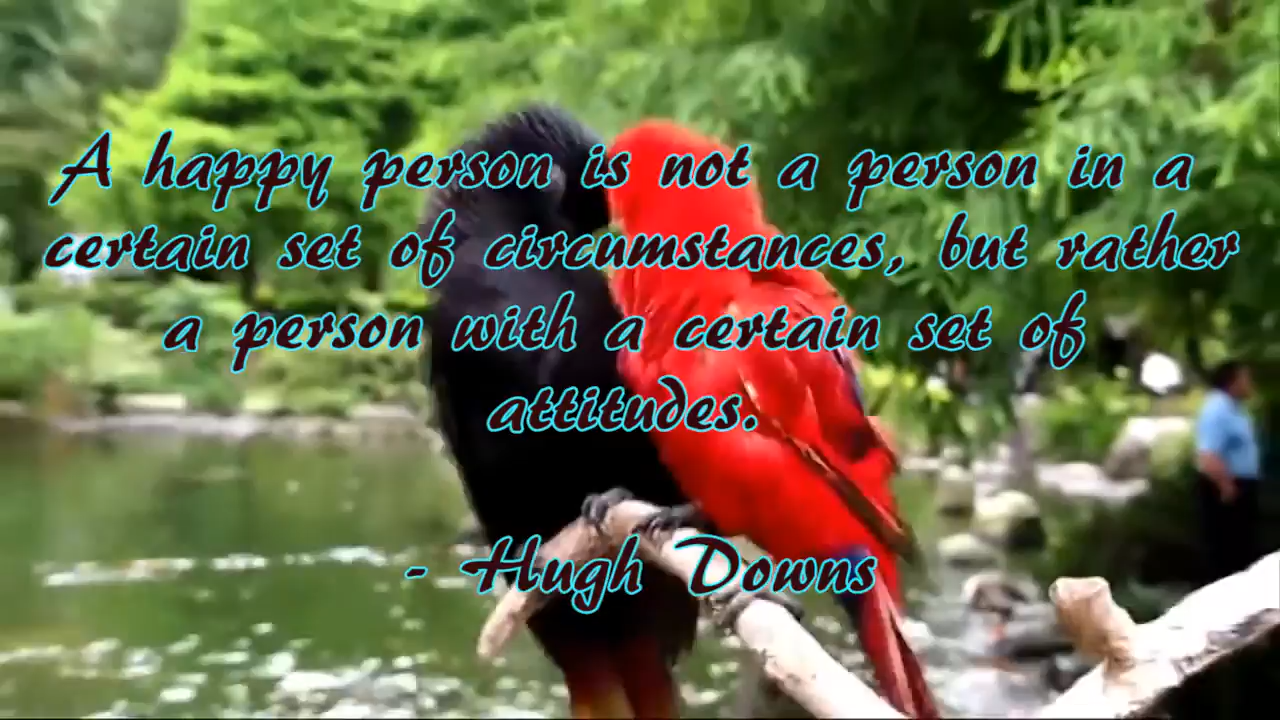 A happy person is not a person in a
certain set of circumstances, but rather
a person with a certain set of
attitudes.
- Hugh Downs